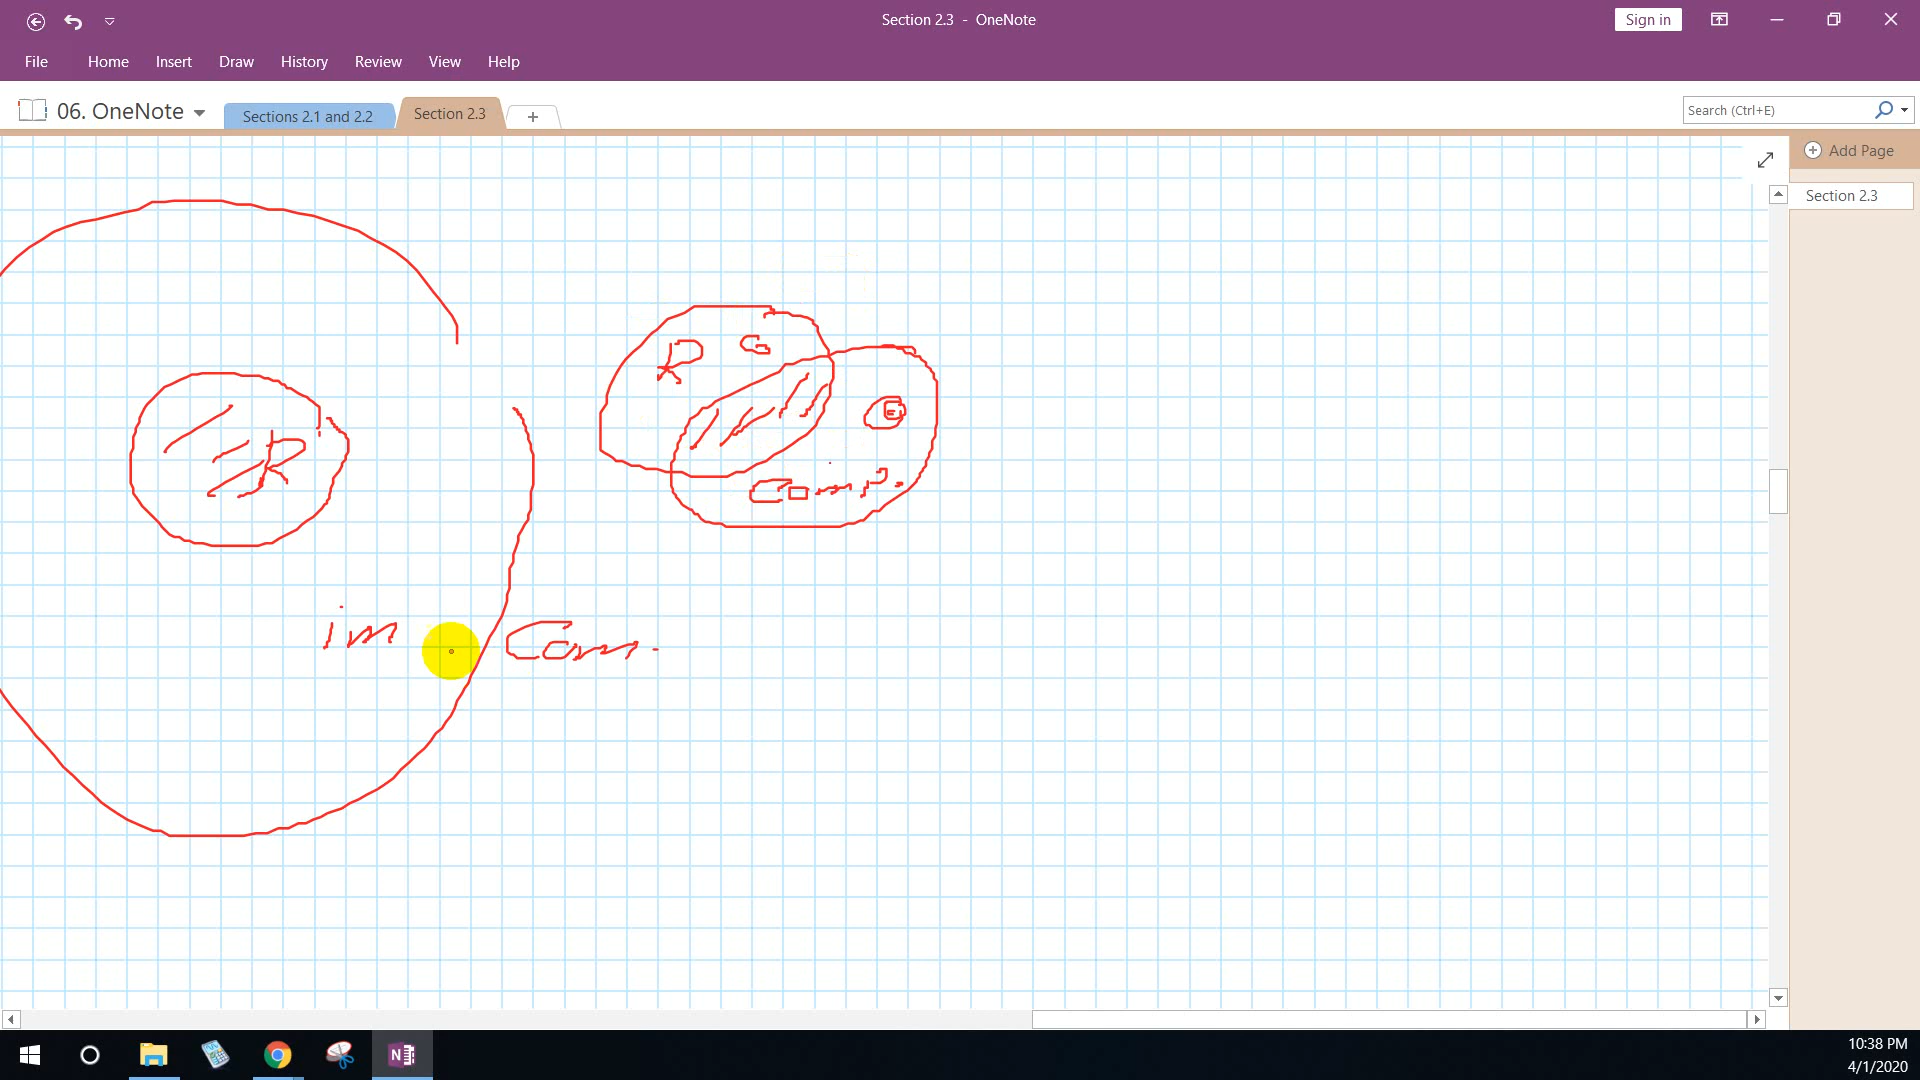 Section 2.3 - OneNote
Sign in
File Home Insert Draw History Review View Help
06. OneNote
Sections 2.1 and 2.2
Section 2.3
+
Search (Ctrl+E)
Add Page
Section 2.3
R
R
Comp.
im
Com.
N
10:38 PM
4/1/2020